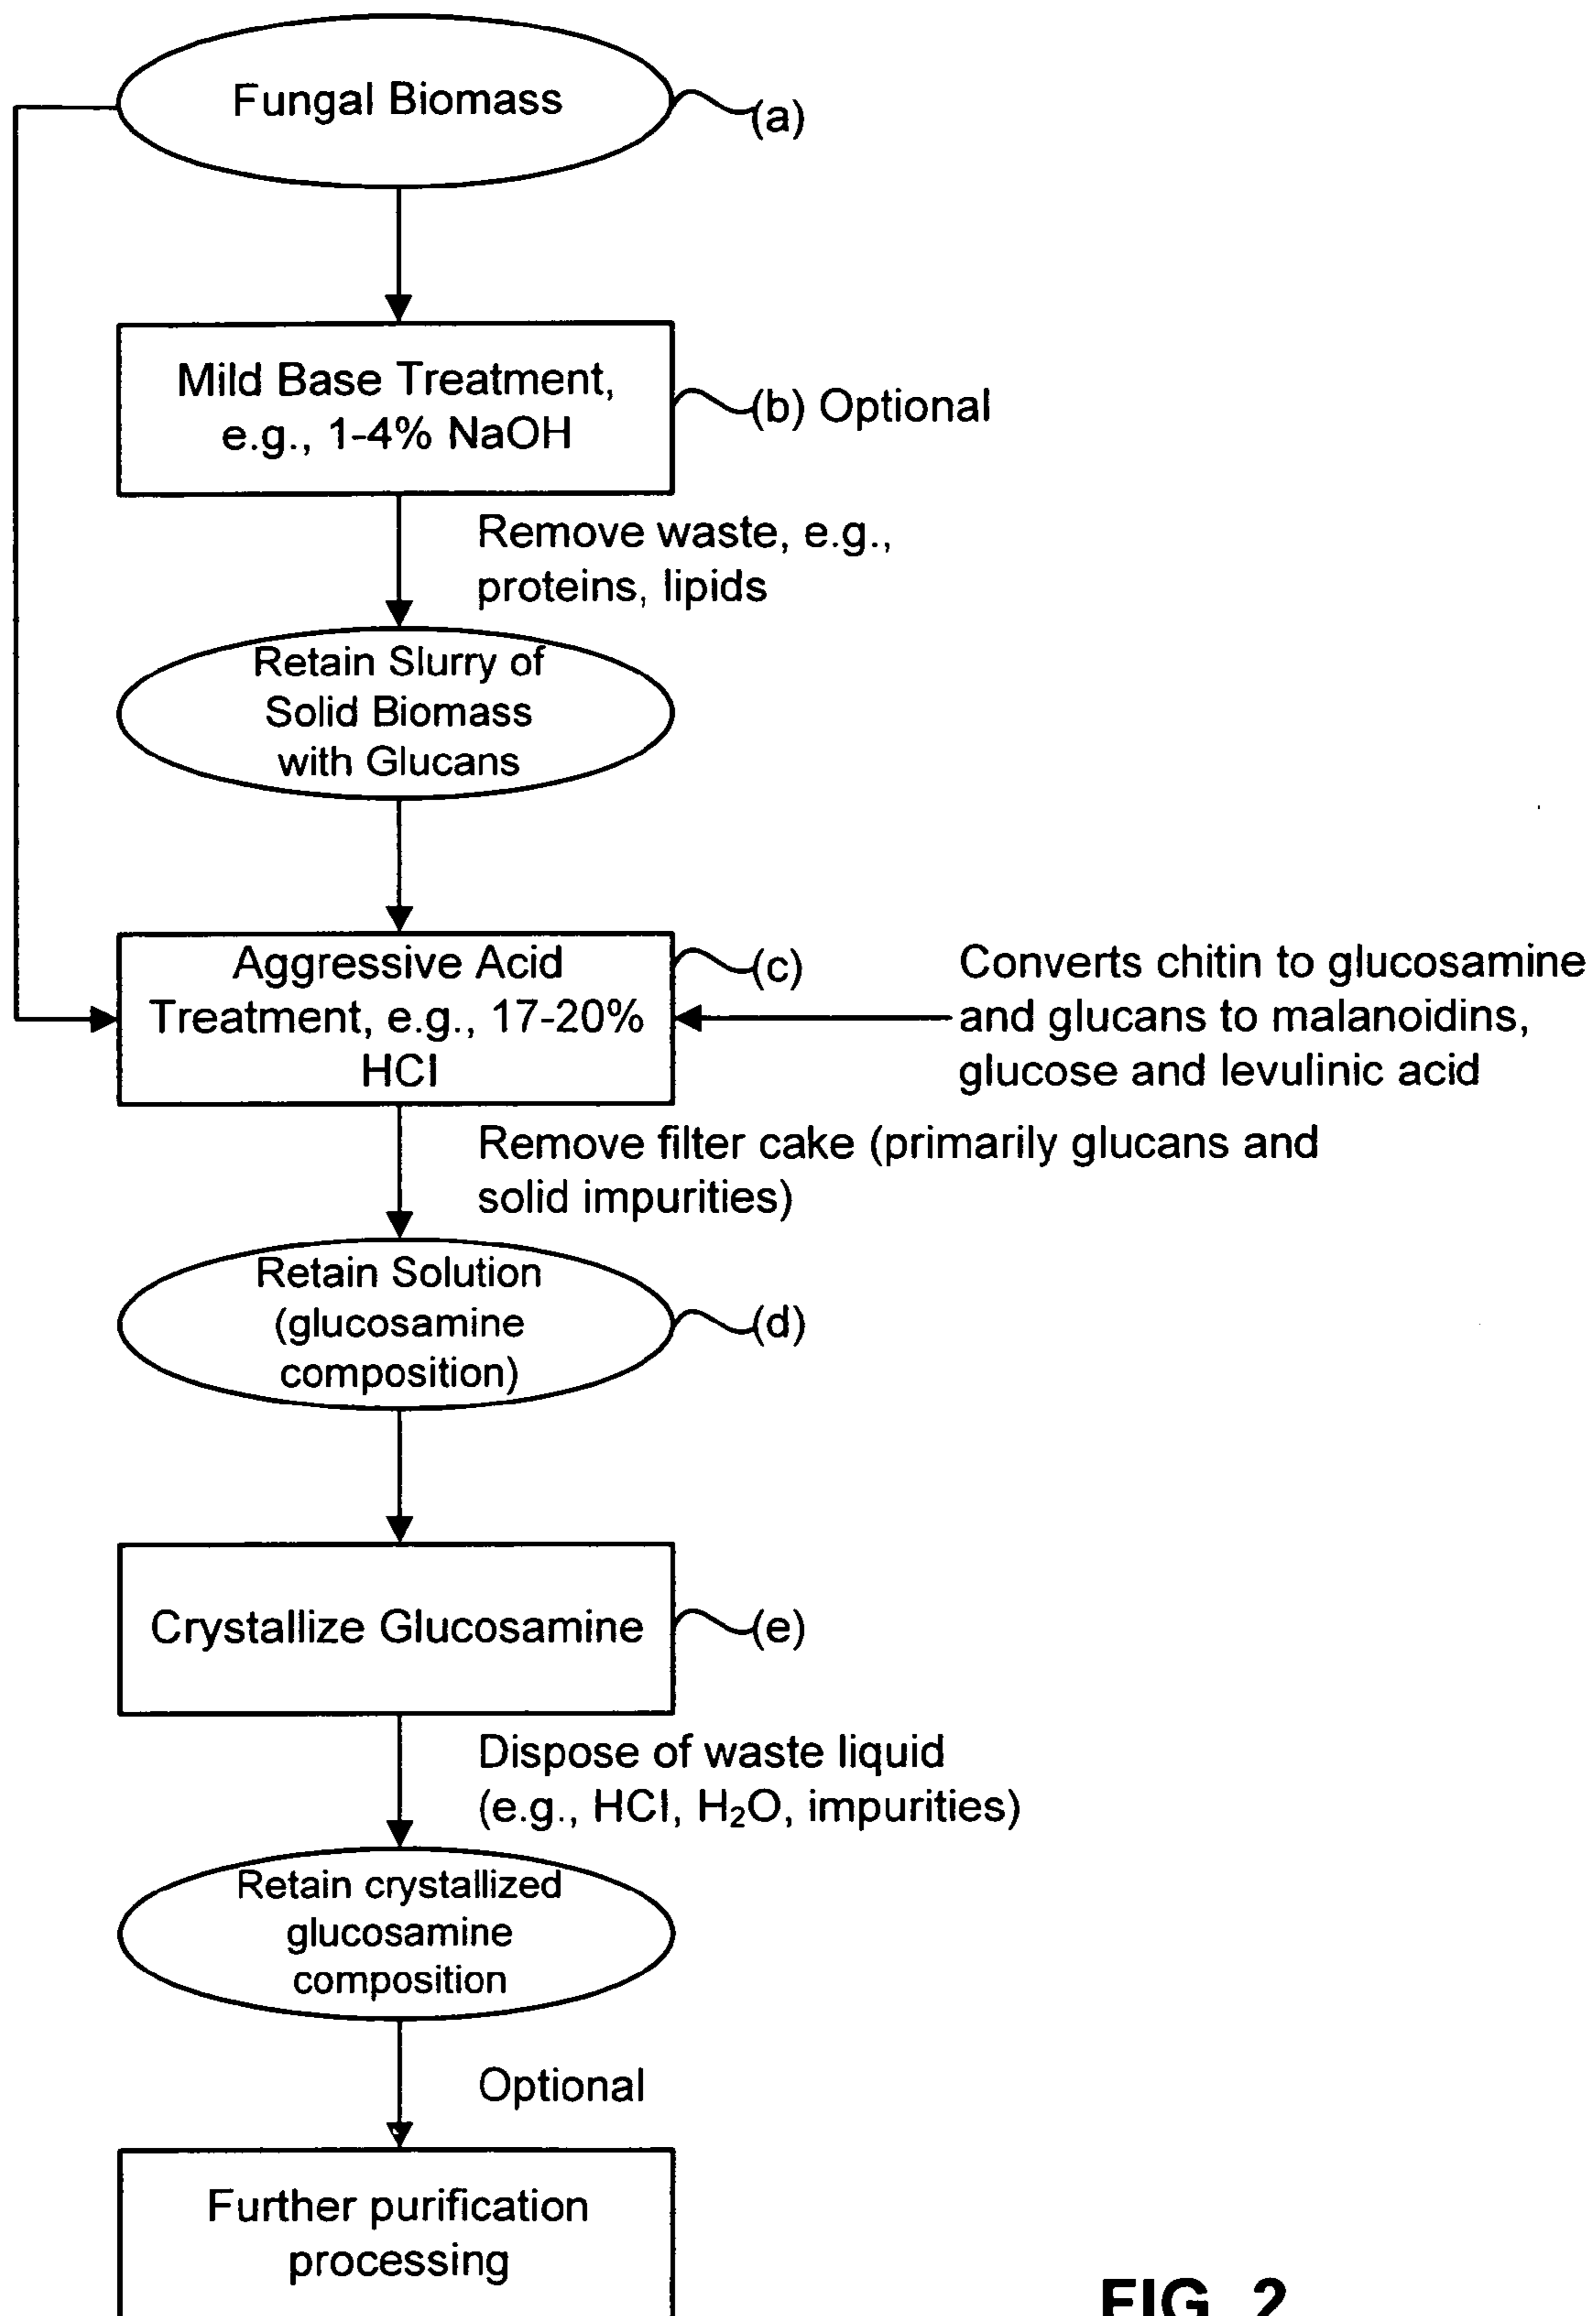 Fungal Biomass
(a)
Mild Base Treatment,
e.g., 1-4% NaOH
(b) Optional
Remove waste, e.g.,
proteins, lipids
Retain Slurry of
Solid Biomass
with Glucans
Aggressive Acid
Treatment, e.g., 17-20%
HCl
(c)
Converts chitin to glucosamine
and glucans to malanoidins,
glucose and levulinic acid
Remove filter cake (primarily glucans and
solid impurities)
Retain Solution
(glucosamine
composition)
(d)
Crystallize Glucosamine
(e)
Dispose of waste liquid
(e.g., HCl, H₂O, impurities)
Retain crystallized
glucosamine
composition
Optional
Further purification
processing
FIG. 2